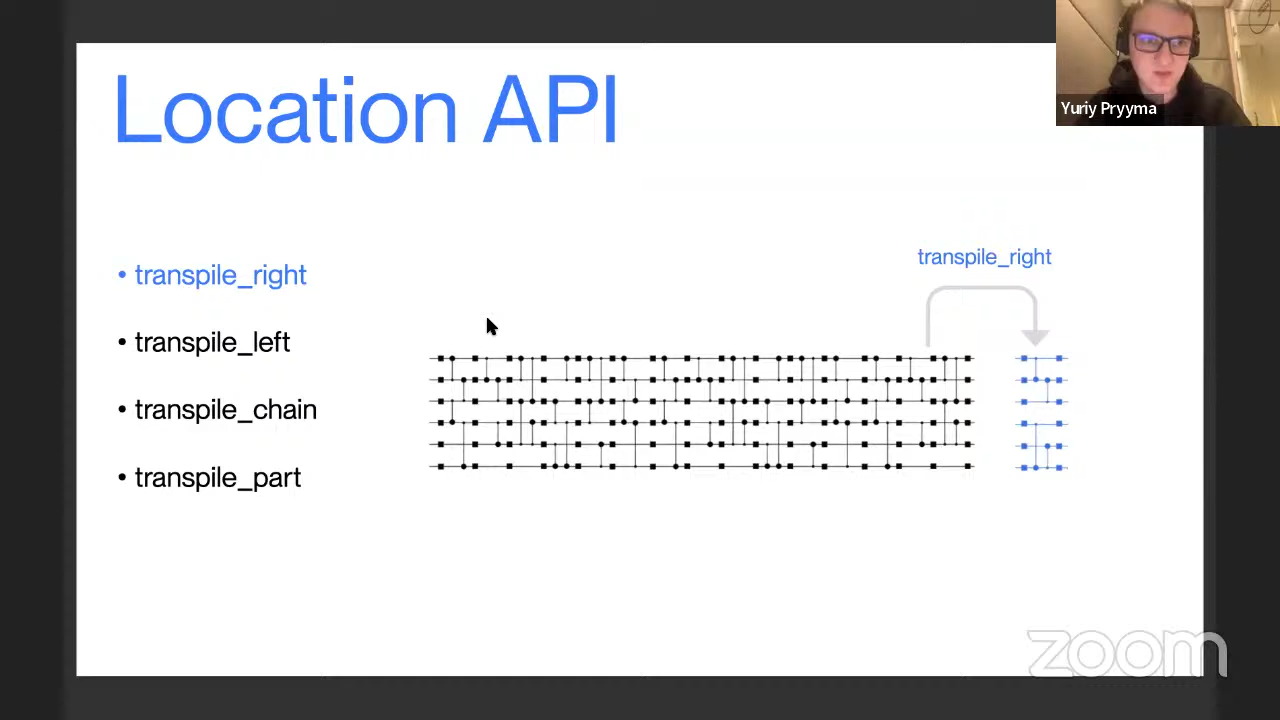 Location API
Yuriy Pryyma
• transpile_right
• transpile_left
• transpile_chain
• transpile_part
transpile_right
zoom